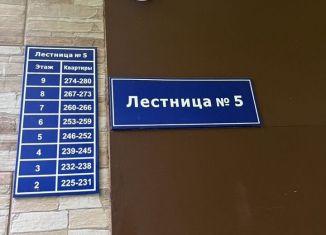 Лестница № 5
Этаж Квартиры
9 274-280
8 267-273
7 260-266
6 253-259
5 246-252
4 239-245
3 232-238
2 225-231
Лестница № 5